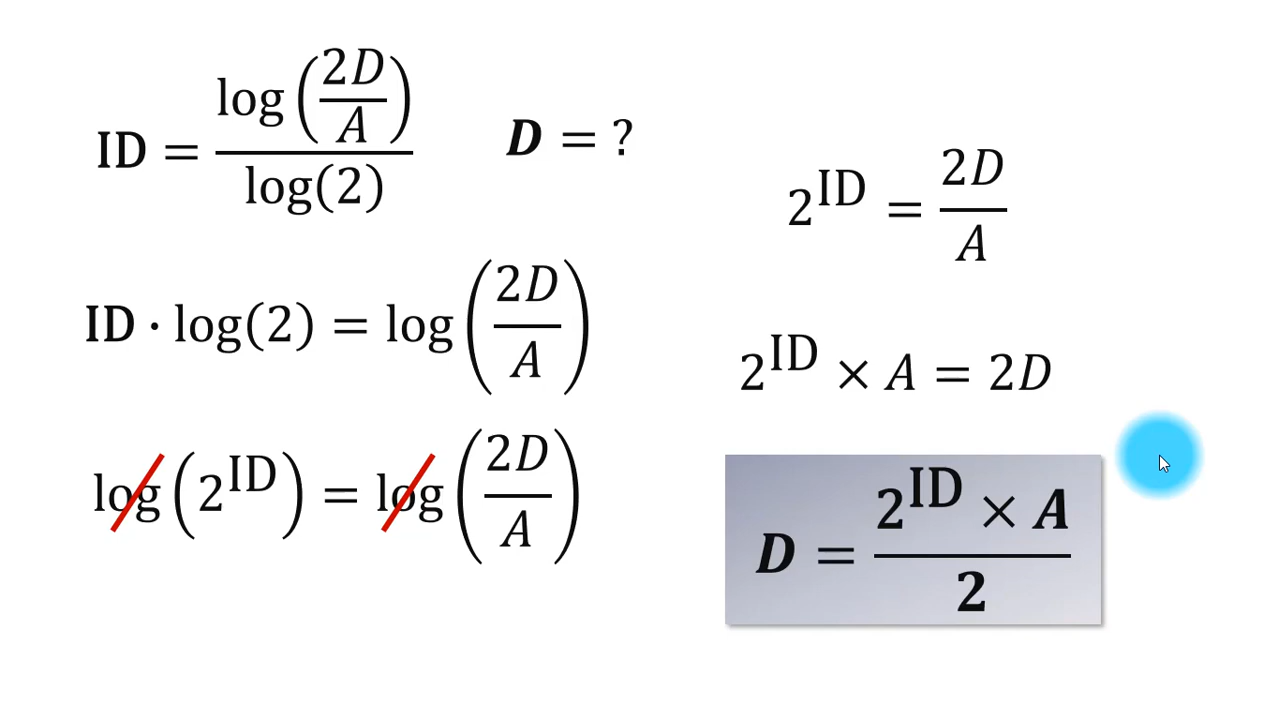 ID = log(2D/A) / log(2)
D = ?
ID · log(2) = log(2D/A)
log(2^ID) = log(2D/A)
2^ID = 2D/A
2^ID × A = 2D
D = (2^ID × A)/2